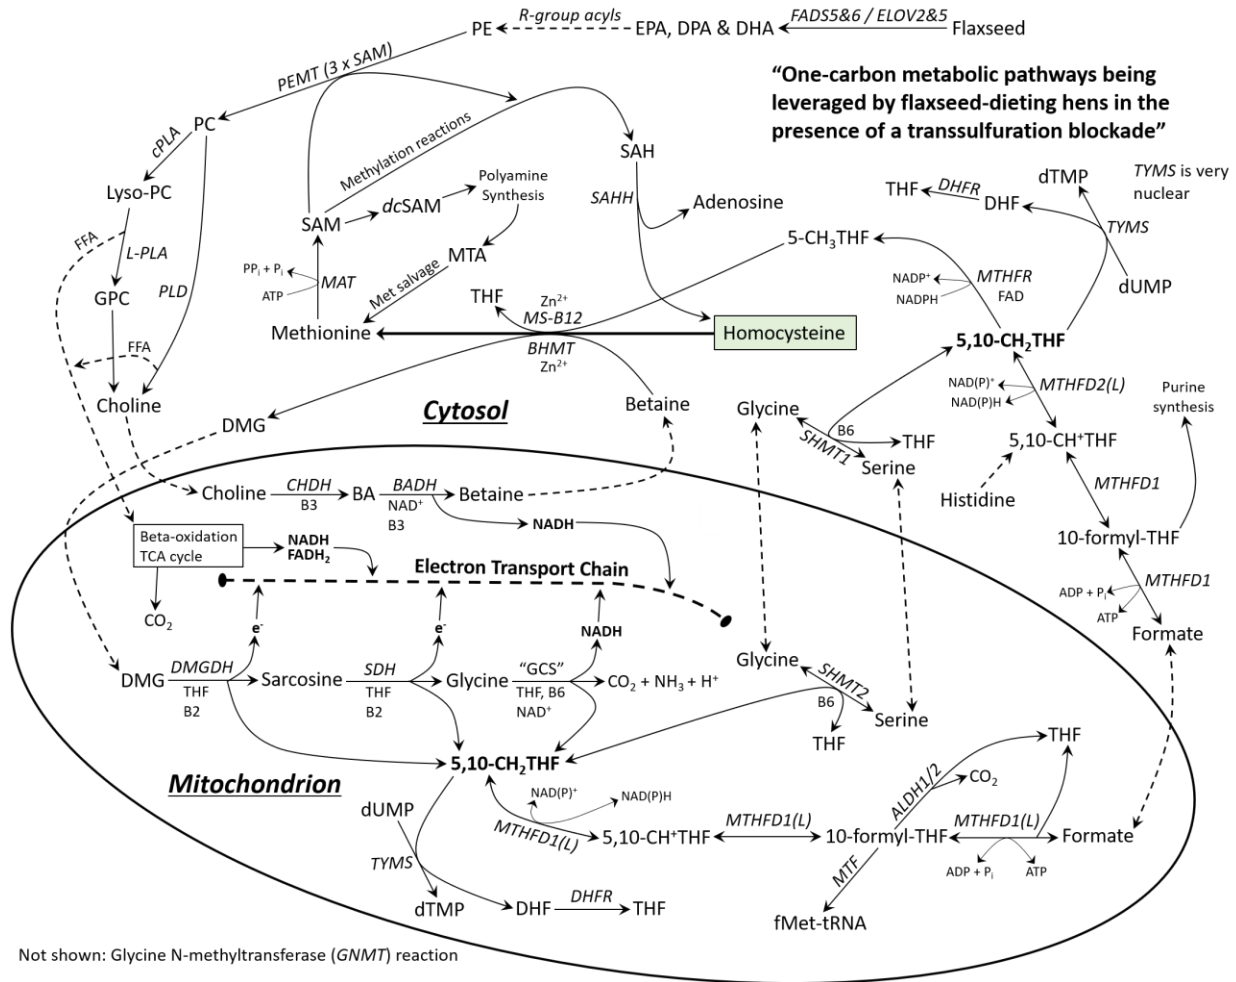 R-group acyls
FADS5&6 / ELOV2&5
PE
EPA, DPA & DHA
Flaxseed
PEMT (3 x SAM)
“One-carbon metabolic pathways being
leveraged by flaxseed-dieting hens in the
presence of a transsulfuration blockade”
PC
cPLA
Methylation reactions
SAH
Lyso-PC
Polyamine
Synthesis
SAHH
Adenosine
dcSAM
SAM
THF
DHFR
DHF
dTMP
TYMS is very
nuclear
TYMS
dUMP
FFA
L-PLA
PLD
GPC
MTA
Met salvage
PPi + Pi
ATP
MAT
5-CH3THF
NADP+
NADPH
MTHFR
FAD
THF
Zn2+
MS-B12
Methionine
BHMT
Zn2+
Homocysteine
5,10-CH2THF
FFA
Choline
DMG
Cytosol
Betaine
Glycine
B6
SHMT1
THF
Serine
NAD(P)+
NAD(P)H
MTHFD2(L)
Purine
synthesis
5,10-CH+THF
Histidine
MTHFD1
10-formyl-THF
ADP + Pi
ATP
MTHFD1
Formate
Choline
CHDH
B3
BA
BADH
NAD+
B3
Betaine
NADH
Beta-oxidation
TCA cycle
NADH
FADH2
Electron Transport Chain
CO2
e-
e-
NADH
DMG
DMGDH
THF
B2
Sarcosine
SDH
THF
B2
Glycine
“GCS”
THF, B6
NAD+
CO2 + NH3 + H+
Glycine
SHMT2
B6
Serine
THF
5,10-CH2THF
Mitochondrion
dUMP
TYMS
dTMP
DHF
DHFR
THF
NAD(P)+
NAD(P)H
MTHFD1(L)
5,10-CH+THF
MTHFD1(L)
10-formyl-THF
ALDH1/2
CO2
THF
MTHFD1(L)
ADP + Pi
ATP
Formate
MTF
fMet-tRNA
Not shown: Glycine N-methyltransferase (GNMT) reaction